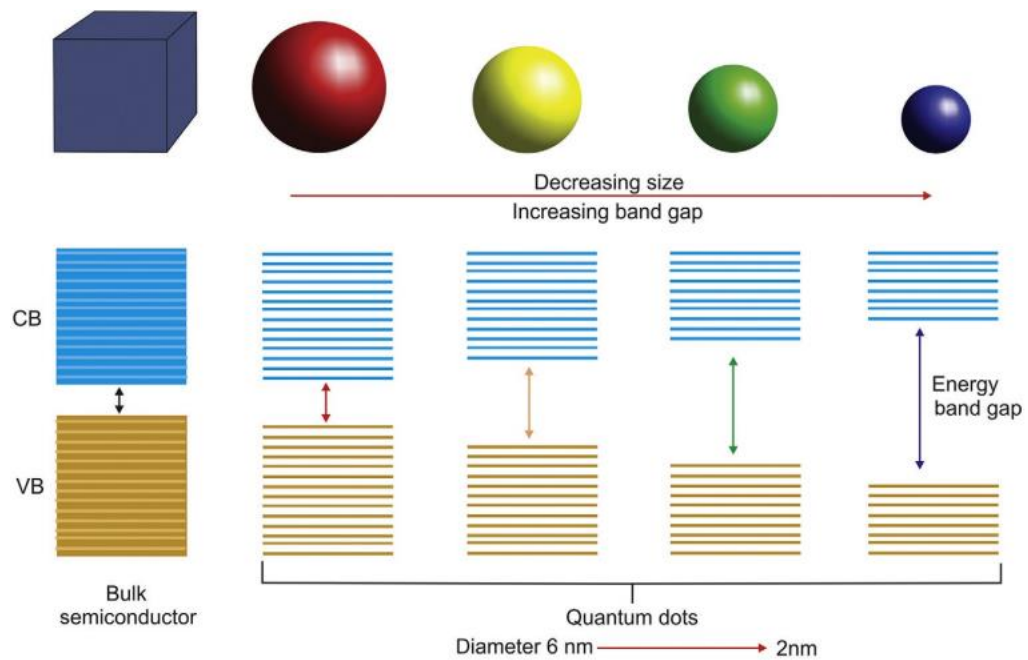 Decreasing size
Increasing band gap
CB
Energy
band gap
VB
Bulk
semiconductor
Quantum dots
Diameter 6 nm 2nm